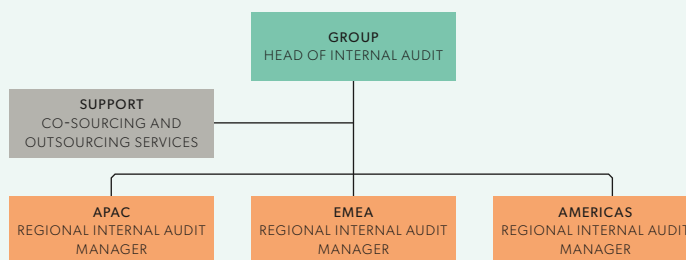 GROUP
HEAD OF INTERNAL AUDIT
SUPPORT
CO-SOURCING AND
OUTSOURCING SERVICES
APAC
REGIONAL INTERNAL AUDIT
MANAGER
EMEA
REGIONAL INTERNAL AUDIT
MANAGER
AMERICAS
REGIONAL INTERNAL AUDIT
MANAGER